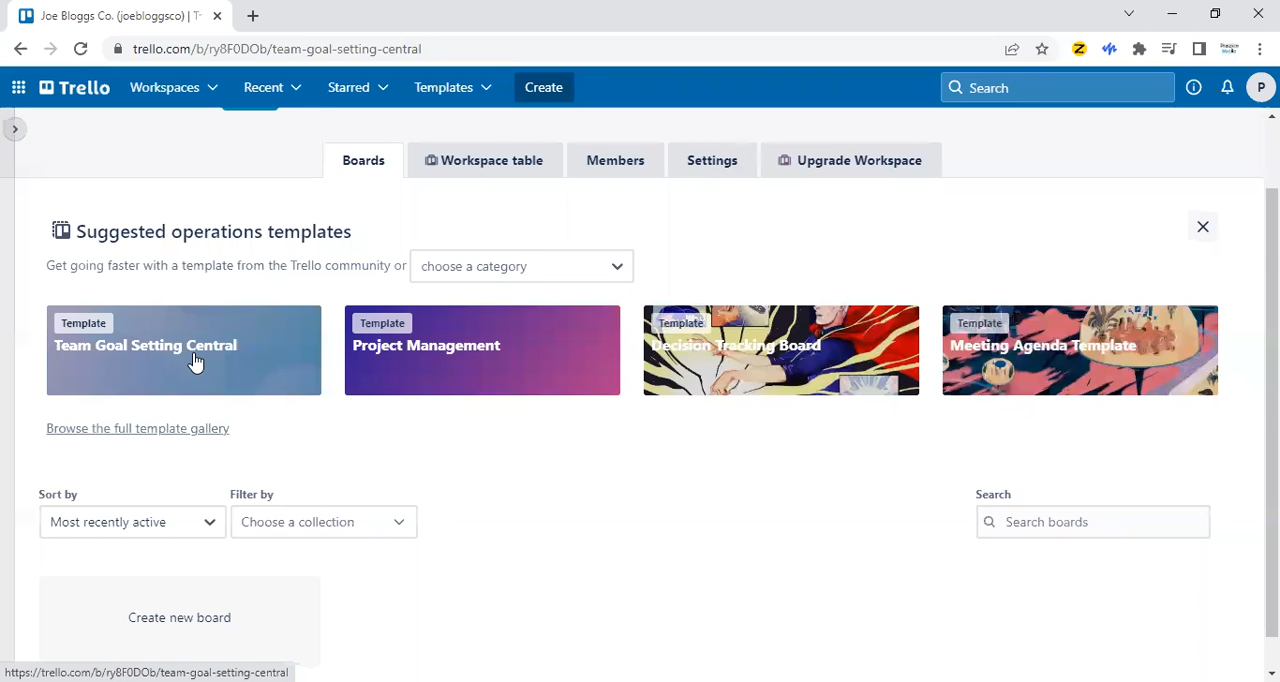 Joe Bloggs Co. (joebloggsco) | T
trello.com/b/ry8F0DOb/team-goal-setting-central
Trello
Workspaces
Recent
Starred
Templates
Create
Search
P
Boards
Workspace table
Members
Settings
Upgrade Workspace
Suggested operations templates
Get going faster with a template from the Trello community or
choose a category
Template
Team Goal Setting Central
Template
Project Management
Template
Decision Tracking Board
Template
Meeting Agenda Template
Browse the full template gallery
Sort by
Filter by
Search
Most recently active
Choose a collection
Search boards
Create new board
https://trello.com/b/ry8F0DOb/team-goal-setting-central